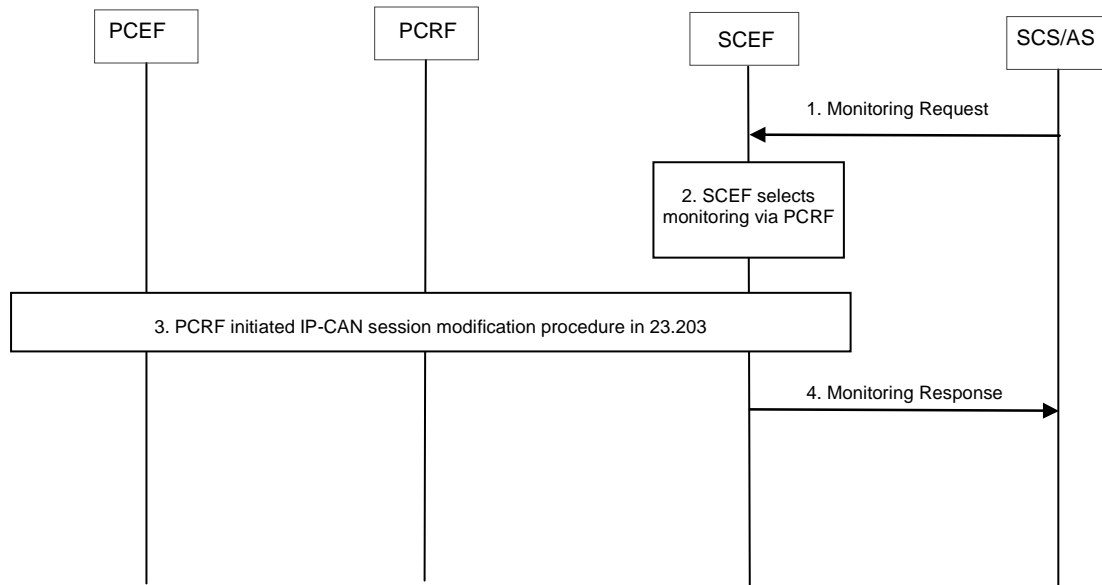 PCEF
PCRF
SCEF
SCS/AS
1. Monitoring Request
2. SCEF selects
monitoring via PCRF
3. PCRF initiated IP-CAN session modification procedure in 23.203
4. Monitoring Response